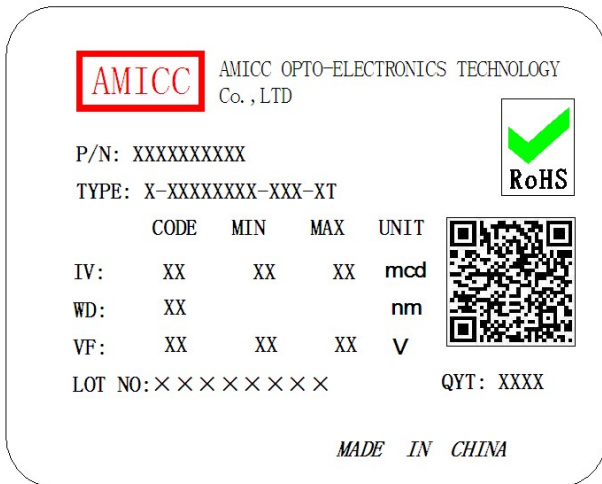 AMICC
AMICC OPTO-ELECTRONICS TECHNOLOGY
Co.,LTD
RoHS
P/N: XXXXXXXXXX
TYPE: X-XXXXXXXX-XXX-XT
CODE MIN MAX UNIT
IV: XX XX XX mcd
WD: XX nm
VF: XX XX XX V
LOT NO:××××××××
QYT: XXXX
MADE IN CHINA